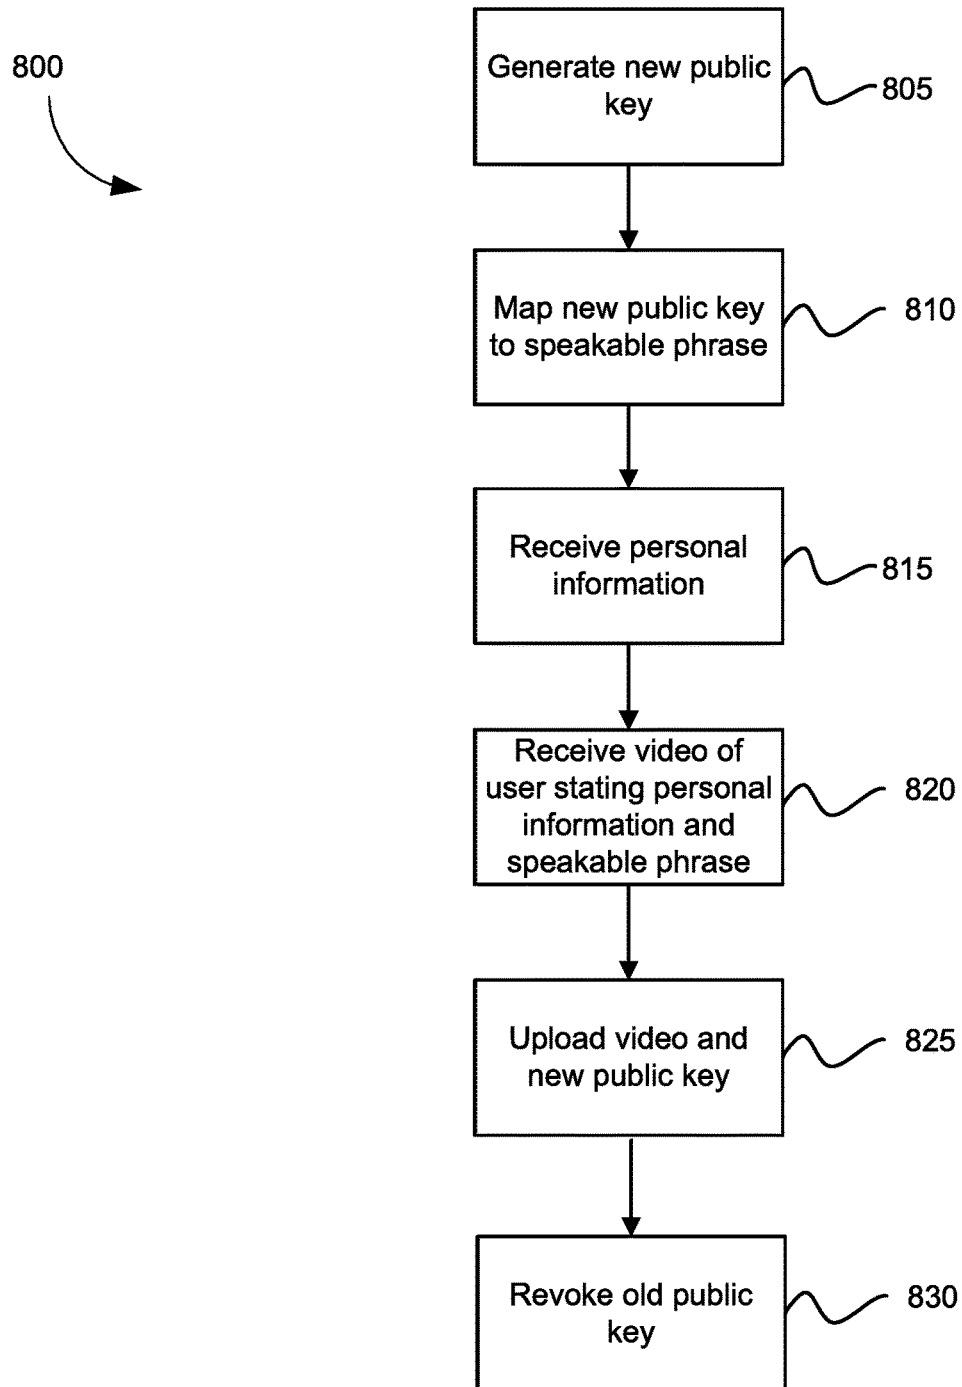 800
Generate new public
key
805
Map new public key
to speakable phrase
810
Receive personal
information
815
Receive video of
user stating personal
information and
speakable phrase
820
Upload video and
new public key
825
Revoke old public
key
830